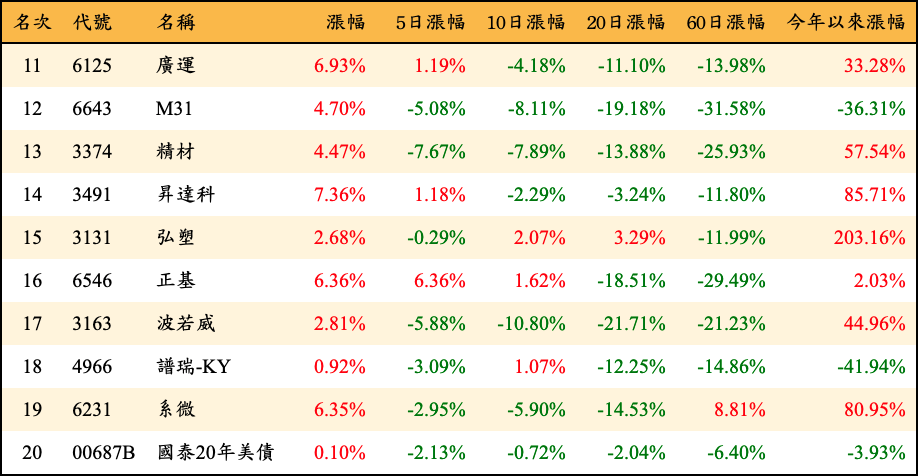 名次 代號 名稱 漲幅 5日漲幅 10日漲幅 20日漲幅 60日漲幅 今年以來漲幅
11 6125 廣運 6.93% 1.19% -4.18% -11.10% -13.98% 33.28%
12 6643 M31 4.70% -5.08% -8.11% -19.18% -31.58% -36.31%
13 3374 精材 4.47% -7.67% -7.89% -13.88% -25.93% 57.54%
14 3491 昇達科 7.36% 1.18% -2.29% -3.24% -11.80% 85.71%
15 3131 弘塑 2.68% -0.29% 2.07% 3.29% -11.99% 203.16%
16 6546 正基 6.36% 6.36% 1.62% -18.51% -29.49% 2.03%
17 3163 波若威 2.81% -5.88% -10.80% -21.71% -21.23% 44.96%
18 4966 譜瑞-KY 0.92% -3.09% 1.07% -12.25% -14.86% -41.94%
19 6231 系微 6.35% -2.95% -5.90% -14.53% 8.81% 80.95%
20 00687B 國泰20年美債 0.10% -2.13% -0.72% -2.04% -6.40% -3.93%